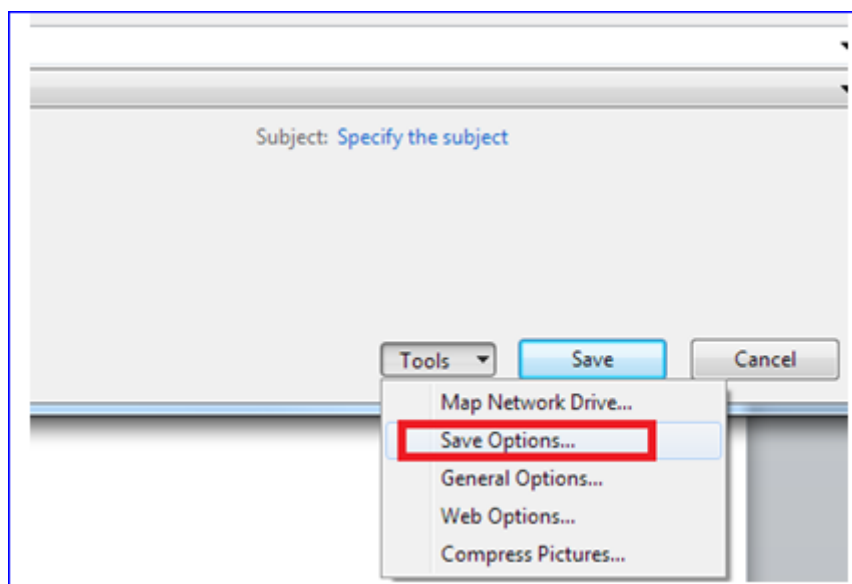 Subject: Specify the subject
Tools Save Cancel
Map Network Drive...
Save Options...
General Options...
Web Options...
Compress Pictures...